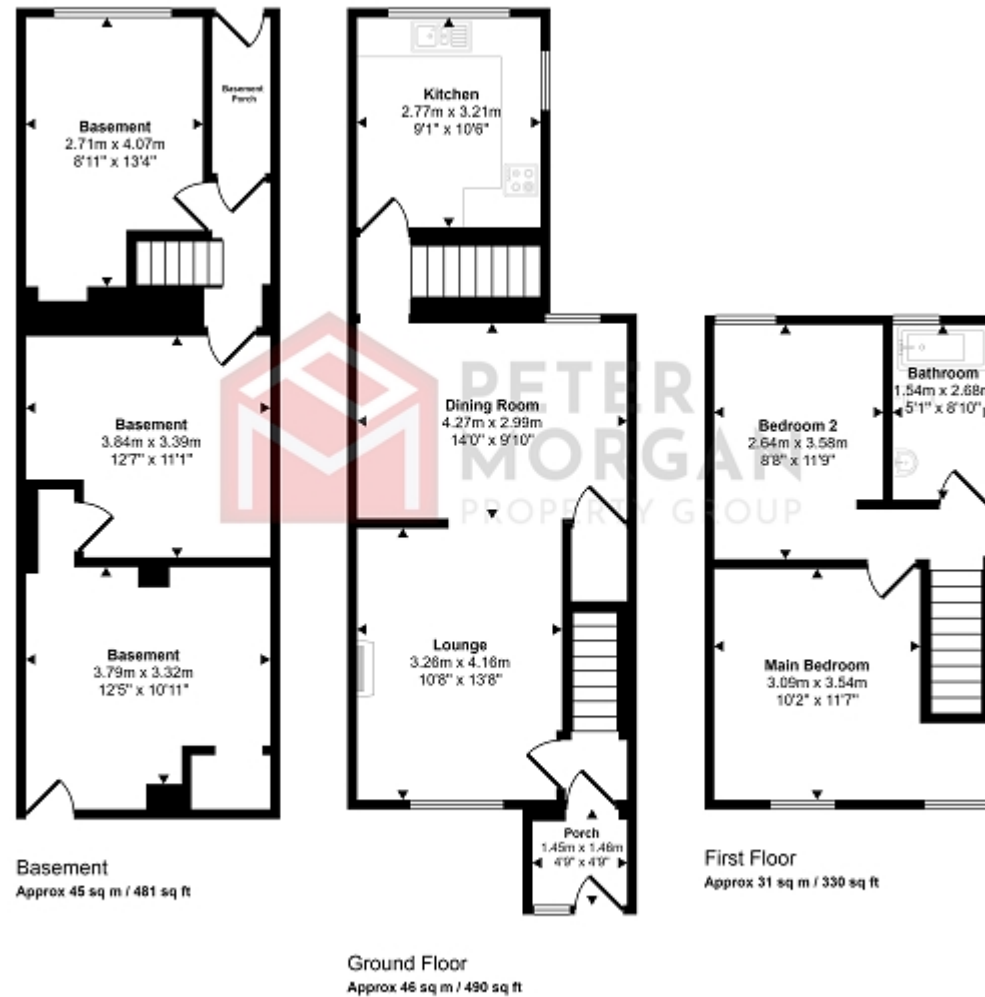 Basement
2.71m x 4.07m
8'11" x 13'4"
Basement
Porch
Basement
3.84m x 3.39m
12'7" x 11'1"
Basement
3.79m x 3.32m
12'5" x 10'11"
Basement
Approx 45 sq m / 481 sq ft
Kitchen
2.77m x 3.21m
9'1" x 10'6"
Dining Room
4.27m x 2.99m
14'0" x 9'10"
Lounge
3.26m x 4.16m
10'8" x 13'8"
Porch
1.45m x 1.46m
4'9" x 4'9"
Ground Floor
Approx 46 sq m / 490 sq ft
Bedroom 2
2.64m x 3.58m
8'8" x 11'9"
Bathroom
1.54m x 2.68m
5'1" x 8'10"
Main Bedroom
3.09m x 3.54m
10'2" x 11'7"
First Floor
Approx 31 sq m / 330 sq ft
PETER
MORGAN
PROPERTY GROUP